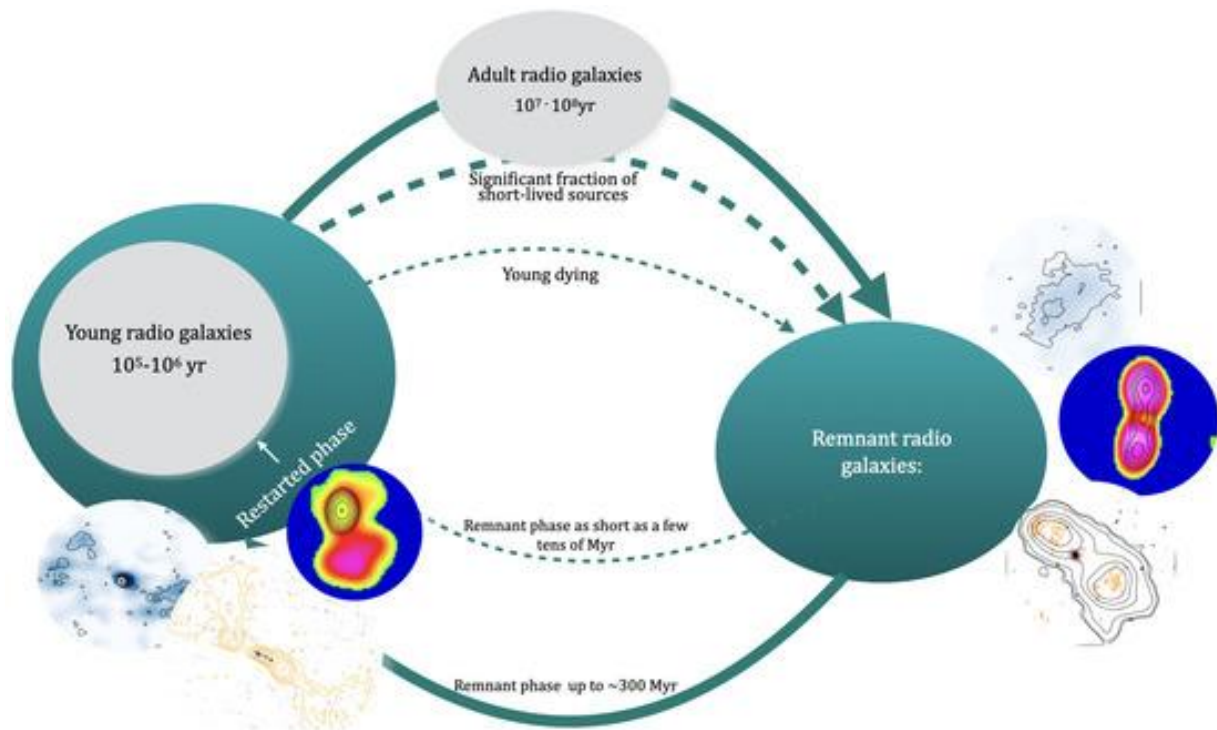 Adult radio galaxies
10⁷ - 10⁸yr
Significant fraction of
short-lived sources
Young dying
Young radio galaxies
10⁵-10⁶ yr
Restarted phase
Remnant radio
galaxies:
Remnant phase as short as a few
tens of Myr
Remnant phase up to ~300 Myr